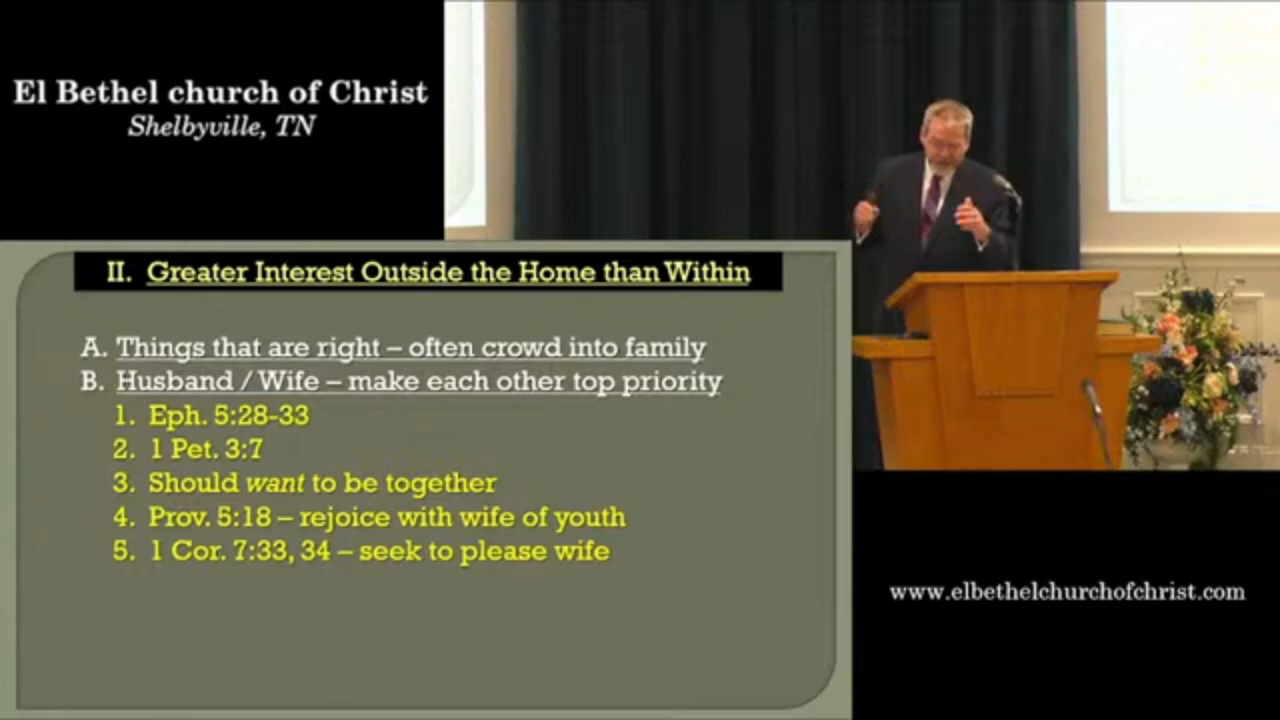 El Bethel church of Christ
Shelbyville, TN
II. Greater Interest Outside the Home than Within
A. Things that are right – often crowd into family
B. Husband / Wife – make each other top priority
1. Eph. 5:28-33
2. 1 Pet. 3:7
3. Should want to be together
4. Prov. 5:18 – rejoice with wife of youth
5. 1 Cor. 7:33, 34 – seek to please wife
www.elbethelchurchofchrist.com